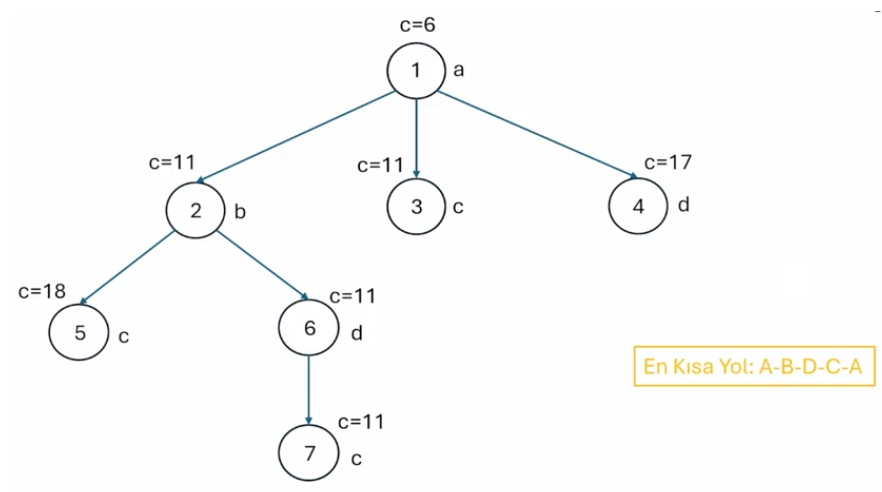 c=6
1 a
c=11
c=11
c=17
2 b
3 c
4 d
c=18
c=11
5 c
6 d
En Kısa Yol: A-B-D-C-A
c=11
7 c